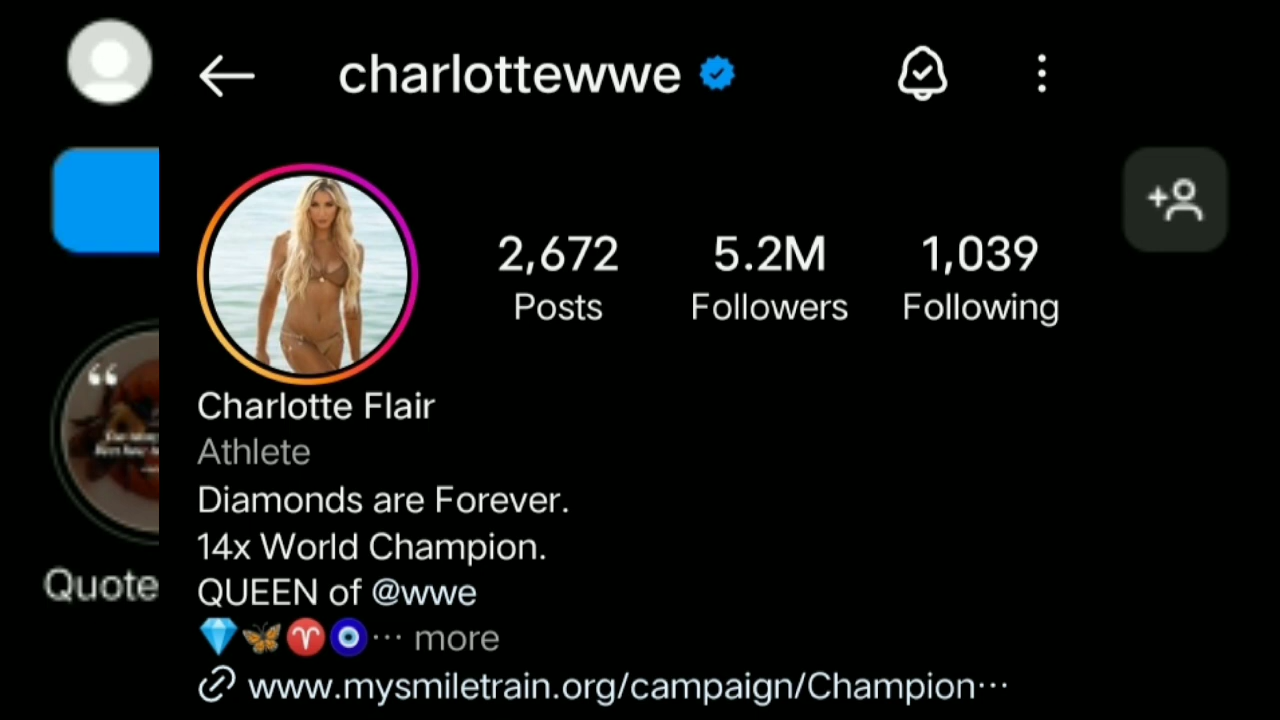 charlottewwe
2,672 5.2M 1,039
Posts Followers Following
Charlotte Flair
Athlete
Diamonds are Forever.
14x World Champion.
QUEEN of @wwe
💎🦋♈🧿... more
www.mysmiletrain.org/campaign/Champion...
Quote